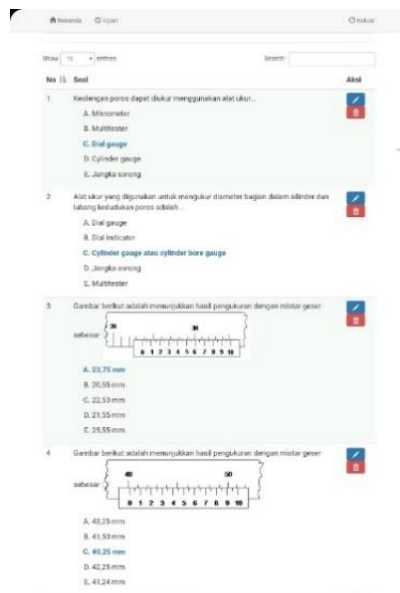 Beranda Ujian Keluar
Show 10 entries Search:
No Soal Aksi
1 Keolengan poros dapat diukur menggunakan alat ukur...
A. Mikrometer
B. Multitester
C. Dial gauge
D. Cylinder gauge
E. Jangka sorong
2 Alat ukur yang digunakan untuk mengukur diameter bagian dalam silinder dan
lubang kedudukan poros adalah...
A. Dial gauge
B. Dial indicator
C. Cylinder gauge atau cylinder bore gauge
D. Jangka sorong
E. Multitester
3 Gambar berikut adalah menunjukkan hasil pengukuran dengan mistar geser
20 30
sebesar
0 1 2 3 4 5 6 7 8 9 10
A. 23,75 mm
B. 20,55 mm
C. 22,53 mm
D. 21,55 mm
E. 25,55 mm
4 Gambar berikut adalah menunjukkan hasil pengukuran dengan mistar geser
40 50
sebesar
0 1 2 3 4 5 6 7 8 9 10
A. 48,25 mm
B. 41,53 mm
C. 40,25 mm
D. 42,25 mm
E. 41,24 mm